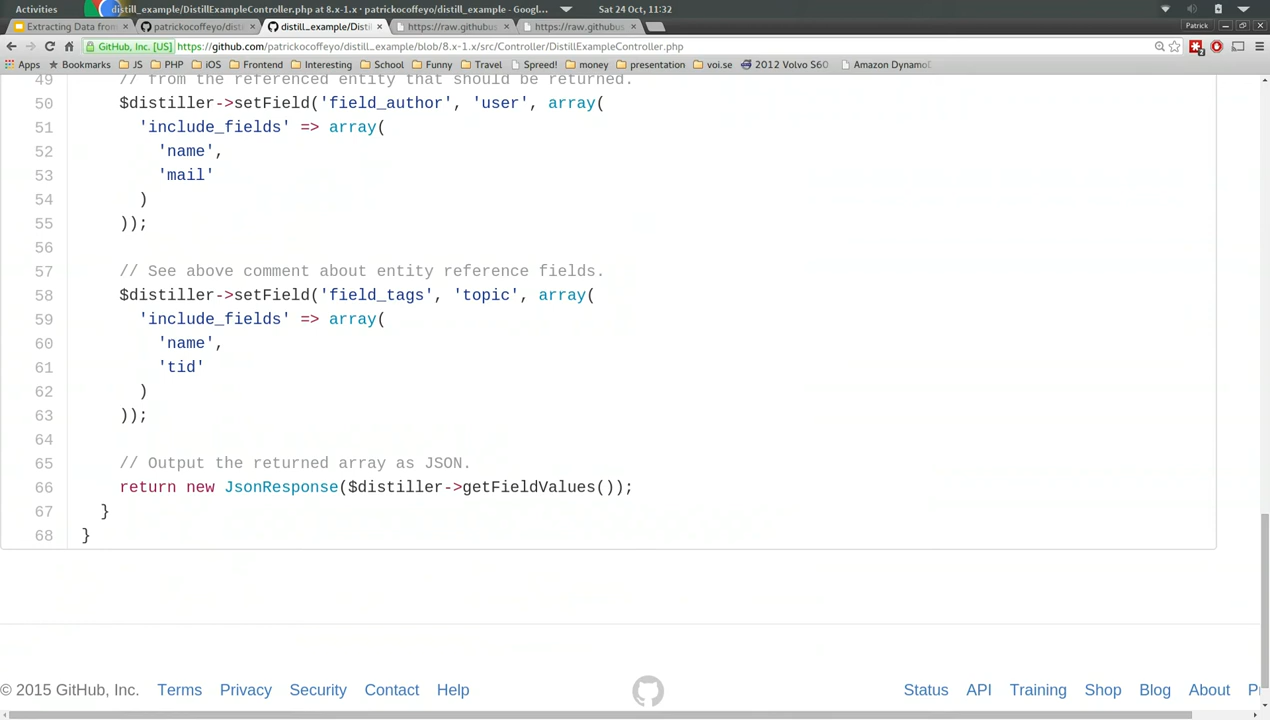 Activities
distill_example/DistillExampleController.php at 8.x-1.x · patrickocoffeyo/distill_example - Googl...
Sat 24 Oct, 11:32
Extracting Data from
patrickocoffeyo/dist
distill_example/Disti
https://raw.githubus
https://raw.githubus
Patrick
GitHub, Inc. [US]
https://github.com/patrickocoffeyo/distill_example/blob/8.x-1.x/src/Controller/DistillExampleController.php
Apps
Bookmarks
JS
PHP
iOS
Frontend
Interesting
School
Funny
Travel
Spreed!
money
presentation
voi.se
2012 Volvo S60
Amazon Dynamo
49 // from the referenced entity that should be returned.
50 $distiller->setField('field_author', 'user', array(
51 'include_fields' => array(
52 'name',
53 'mail'
54 )
55 ));
56
57 // See above comment about entity reference fields.
58 $distiller->setField('field_tags', 'topic', array(
59 'include_fields' => array(
60 'name',
61 'tid'
62 )
63 ));
64
65 // Output the returned array as JSON.
66 return new JsonResponse($distiller->getFieldValues());
67 }
68 }
© 2015 GitHub, Inc. Terms Privacy Security Contact Help
Status API Training Shop Blog About P